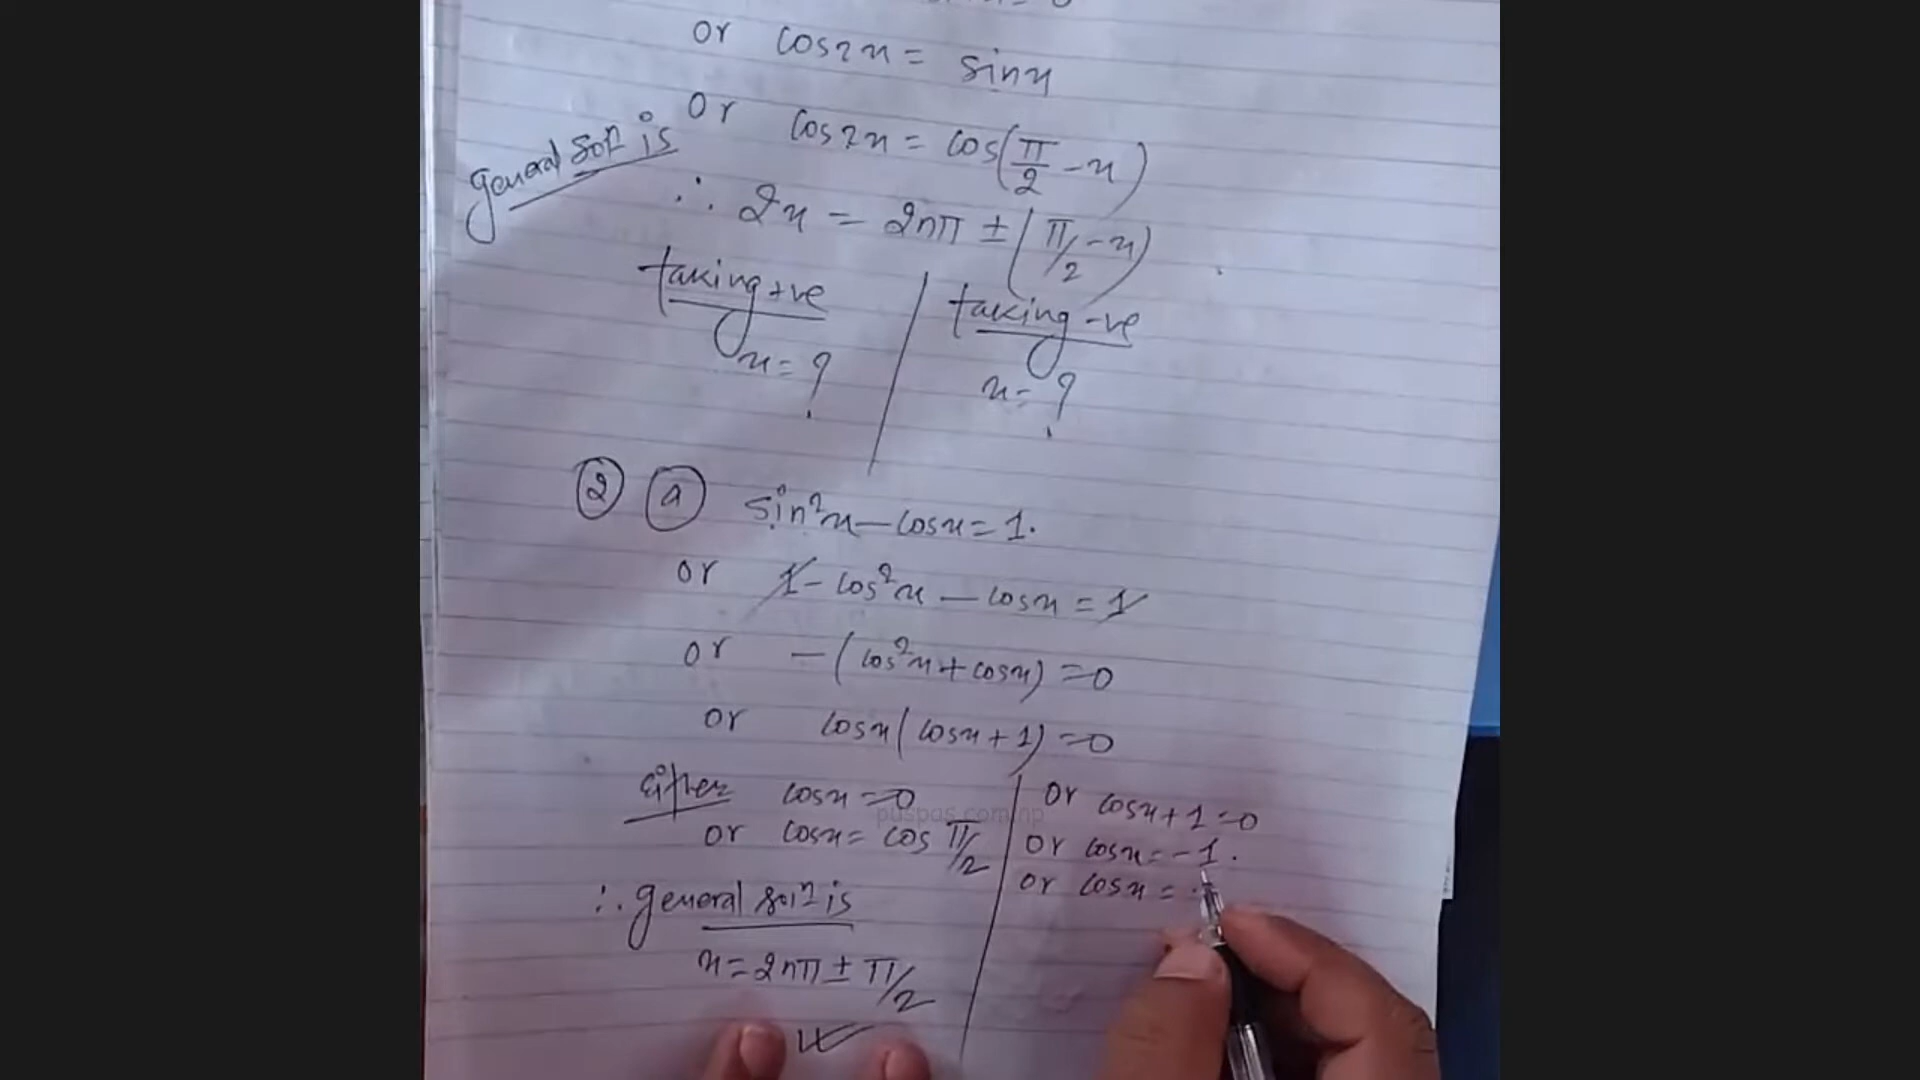 or cos2x = sinx
or cos2x = cos(π/2 - x)
general sol^n is
∴ 2x = 2nπ ± (π/2 - x)
taking +ve
x = ?
taking -ve
x = ?
2 a sin²x - cosx = 1.
or 1 - cos²x - cosx = 1
or - (cos²x + cosx) = 0
or cosx (cosx + 1) = 0
either cosx = 0
or cosx = cos π/2
∴ general sol^n is
x = 2nπ ± π/2
or cosx + 1 = 0
or cosx = -1.
or cosx =
puspas.com.np